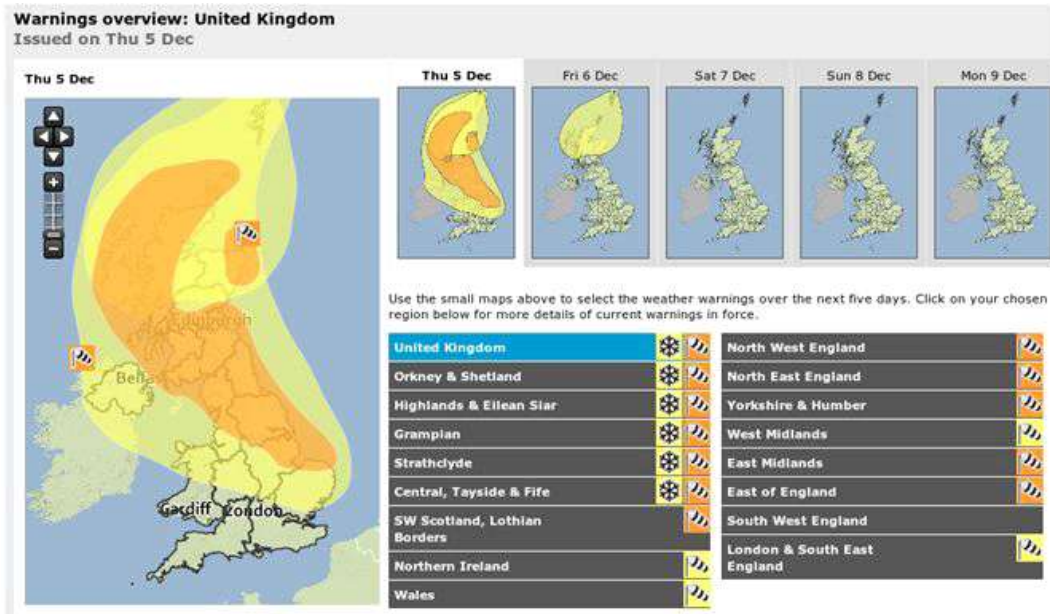 Warnings overview: United Kingdom
Issued on Thu 5 Dec
Thu 5 Dec
Thu 5 Dec
Fri 6 Dec
Sat 7 Dec
Sun 8 Dec
Mon 9 Dec
Edinburgh
Belfa
Cardiff
London
Use the small maps above to select the weather warnings over the next five days. Click on your chosen
region below for more details of current warnings in force.
United Kingdom
Orkney & Shetland
Highlands & Eilean Siar
Grampian
Strathclyde
Central, Tayside & Fife
SW Scotland, Lothian
Borders
Northern Ireland
Wales
North West England
North East England
Yorkshire & Humber
West Midlands
East Midlands
East of England
South West England
London & South East
England